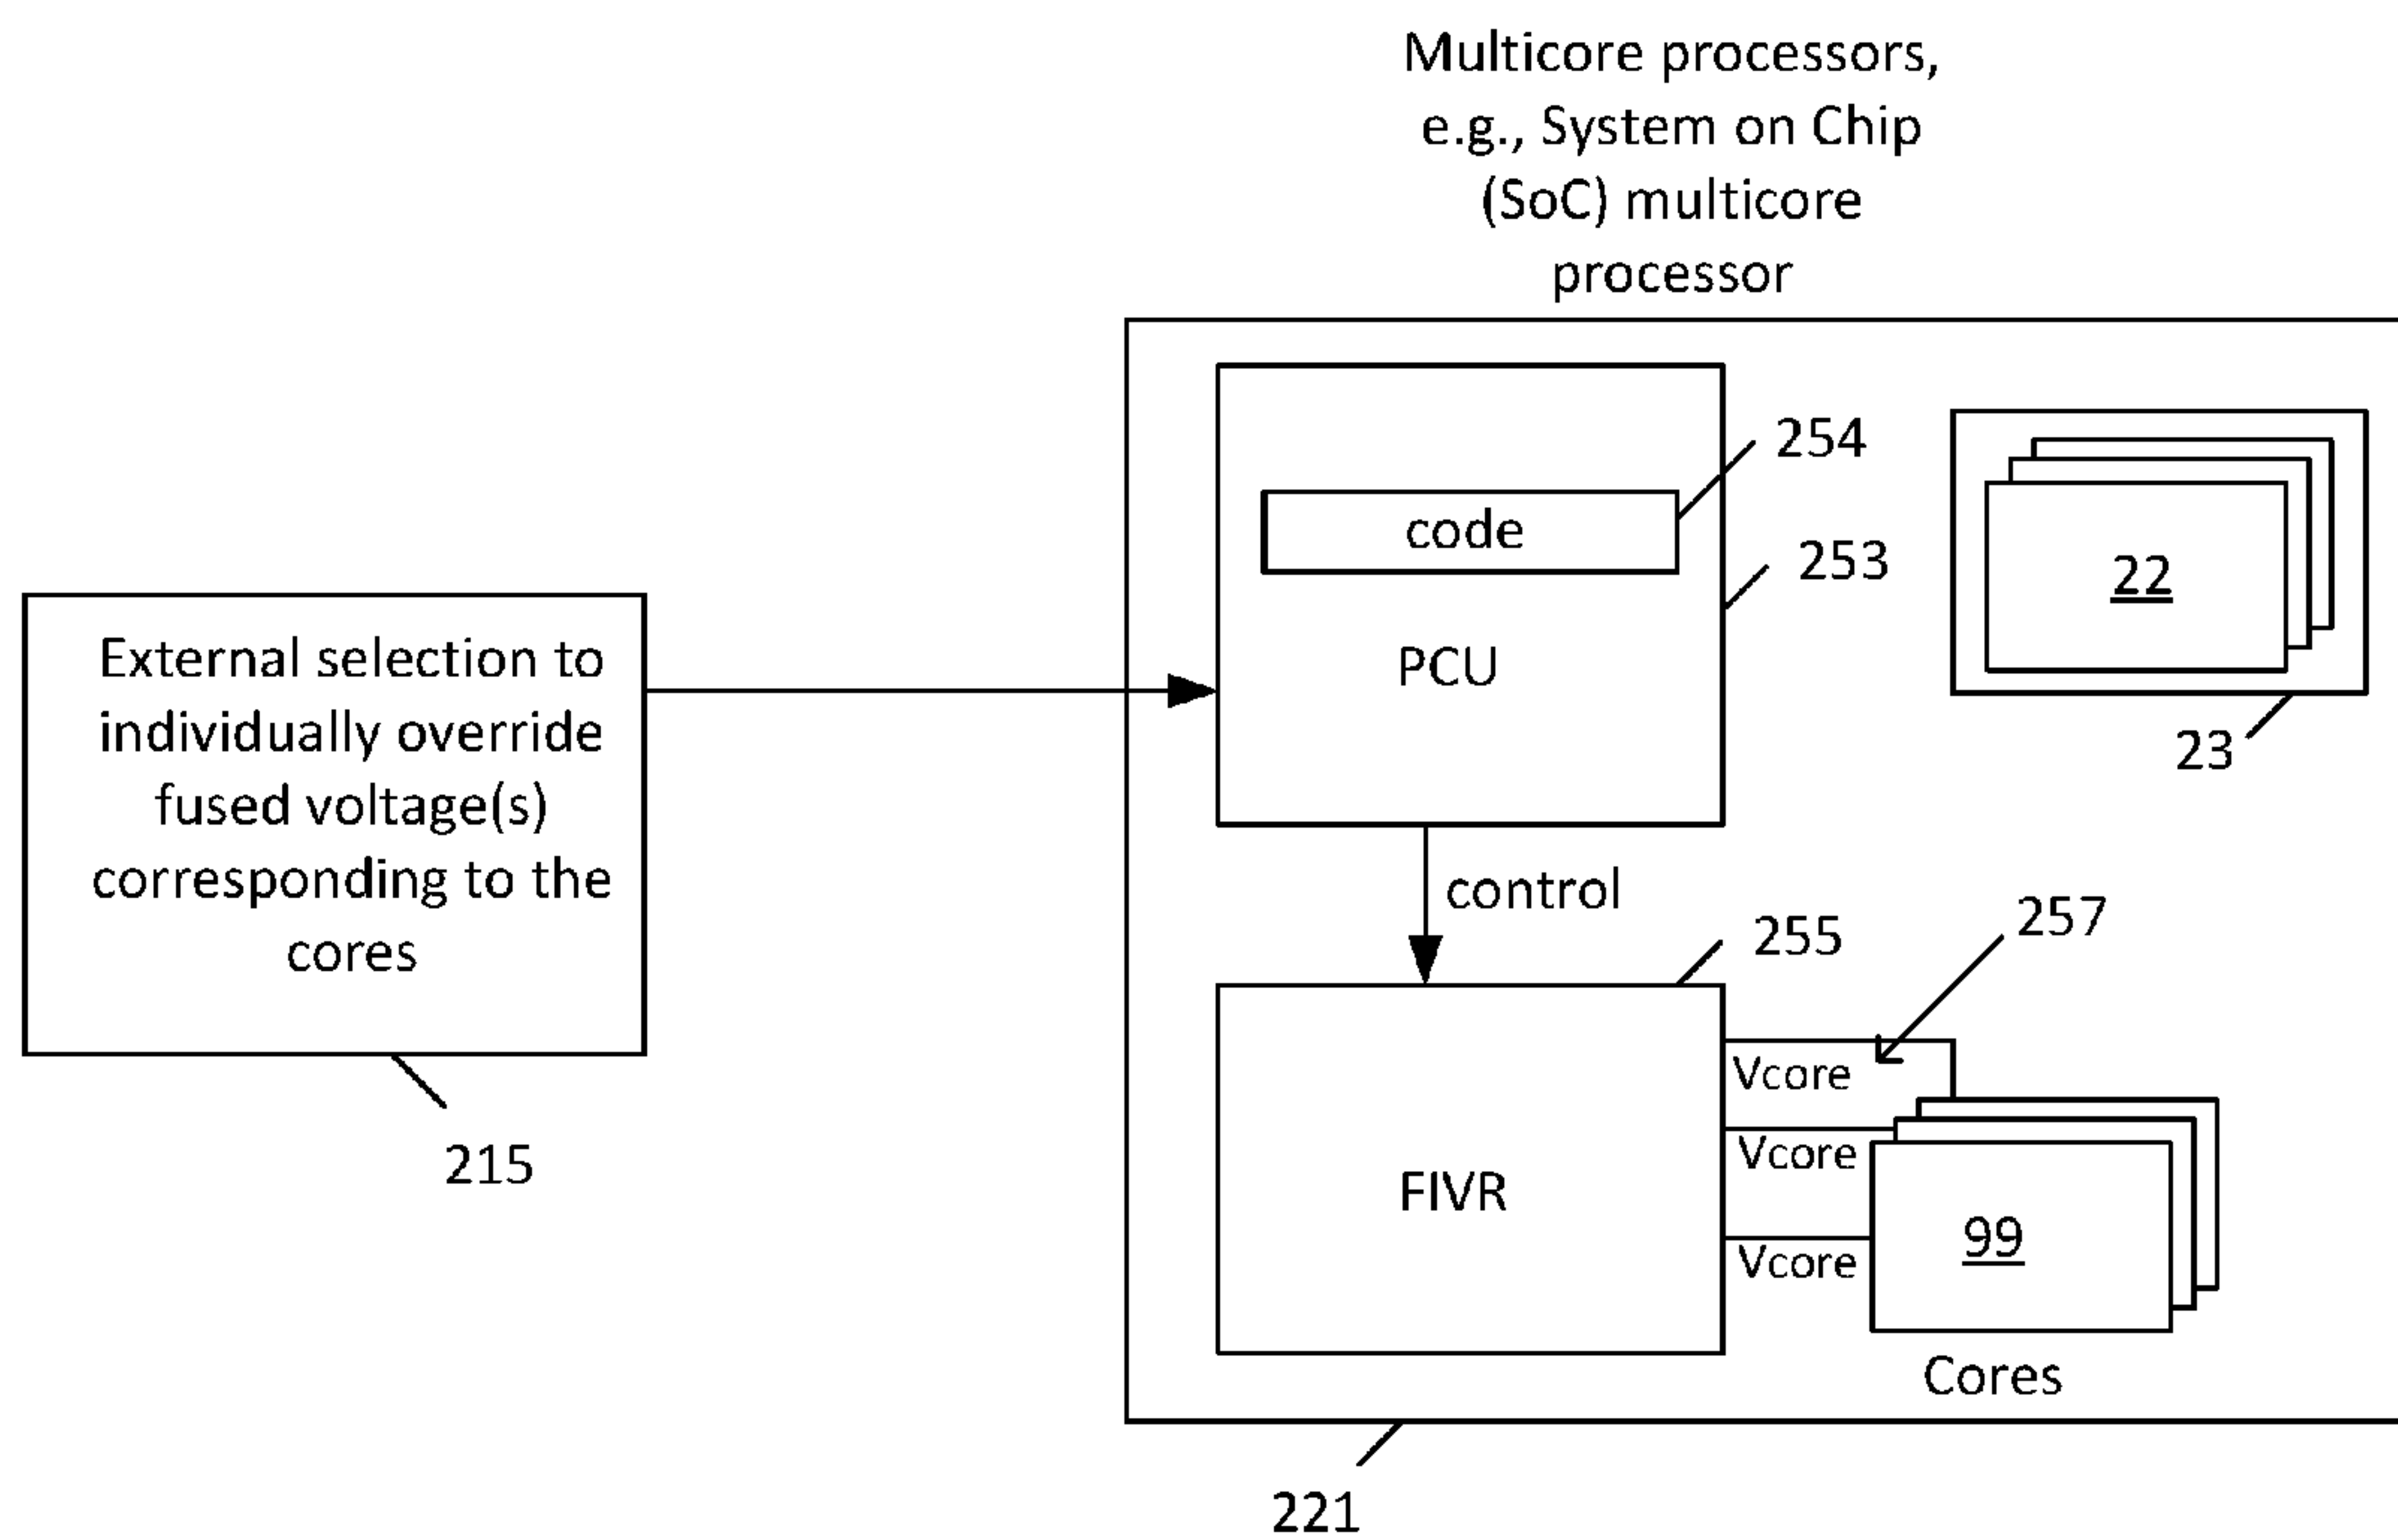 Multicore processors,
e.g., System on Chip
(SoC) multicore
processor
254
code
253
22
PCU
23
External selection to
individually override
fused voltage(s)
corresponding to the
cores
215
control
255
257
Vcore
Vcore
FIVR
99
Vcore
Cores
221